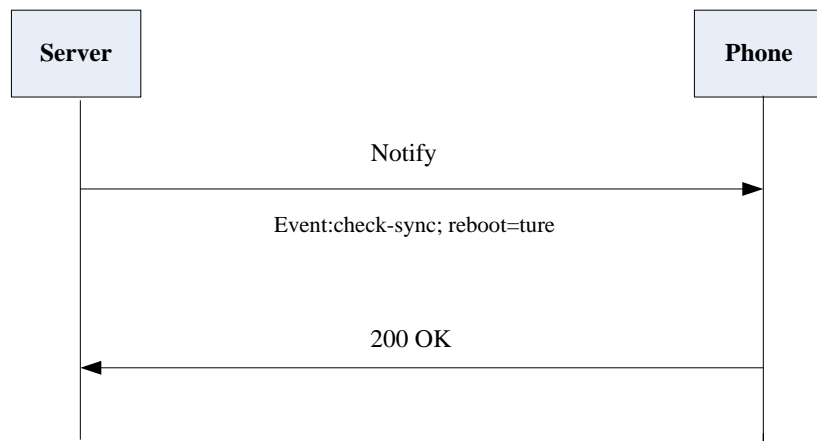 Server
Phone
Notify
Event:check-sync; reboot=ture
200 OK